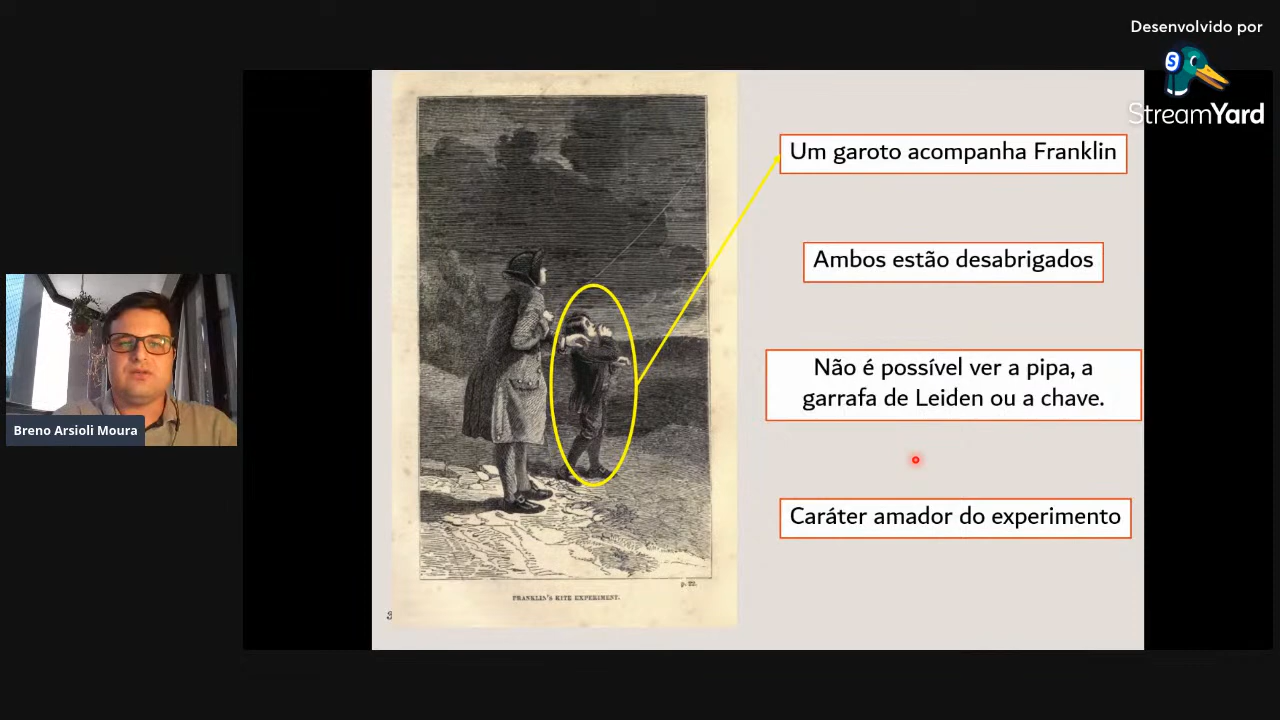 Desenvolvido por
S
StreamYard
Um garoto acompanha Franklin
Ambos estão desabrigados
Não é possível ver a pipa, a
garrafa de Leiden ou a chave.
Caráter amador do experimento
Breno Arsioli Moura
p. 22.
FRANKLIN'S KITE EXPERIMENT.